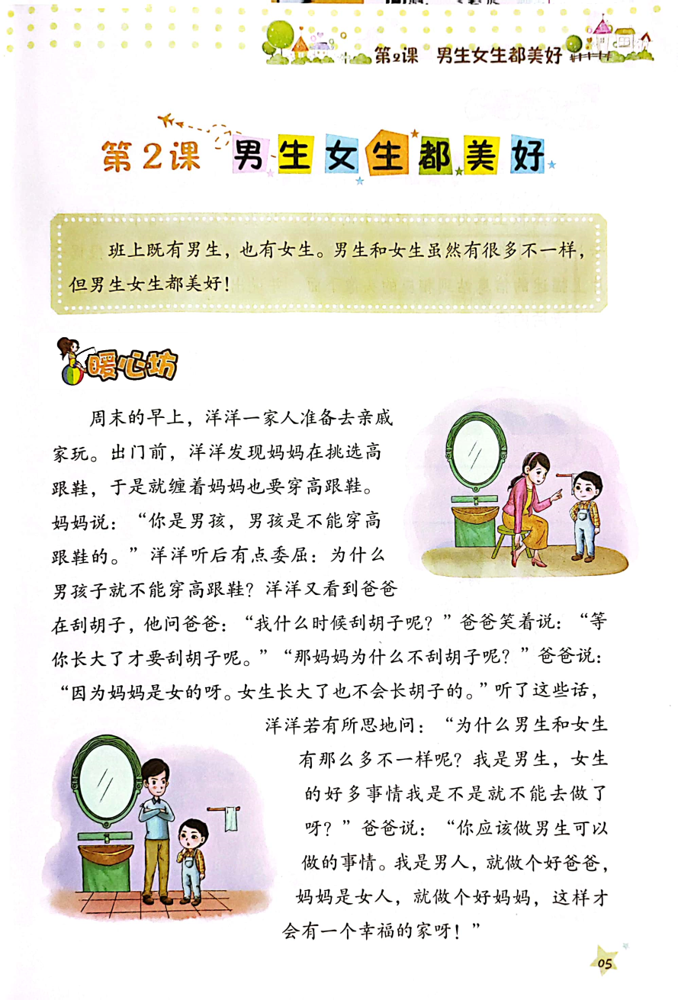 第2课 男生女生都美好
第2课 男生女生都美好
班上既有男生，也有女生。男生和女生虽然有很多不一样，
但男生女生都美好！
暖心坊
周末的早上，洋洋一家人准备去亲戚
家玩。出门前，洋洋发现妈妈在挑选高
跟鞋，于是就缠着妈妈也要穿高跟鞋。
妈妈说：“你是男孩，男孩是不能穿高
跟鞋的。”洋洋听后有点委屈：为什么
男孩子就不能穿高跟鞋？洋洋又看到爸爸
在刮胡子，他问爸爸：“我什么时候刮胡子呢？”爸爸笑着说：“等
你长大了才要刮胡子呢。”“那妈妈为什么不刮胡子呢？”爸爸说：
“因为妈妈是女的呀。女生长大了也不会长胡子的。”听了这些话，
洋洋若有所思地问：“为什么男生和女生
有那么多不一样呢？我是男生，女生
的好多事情我是不是就不能去做了
呀？”爸爸说：“你应该做男生可以
做的事情。我是男人，就做个好爸爸，
妈妈是女人，就做个好妈妈，这样才
会有一个幸福的家呀！”
05